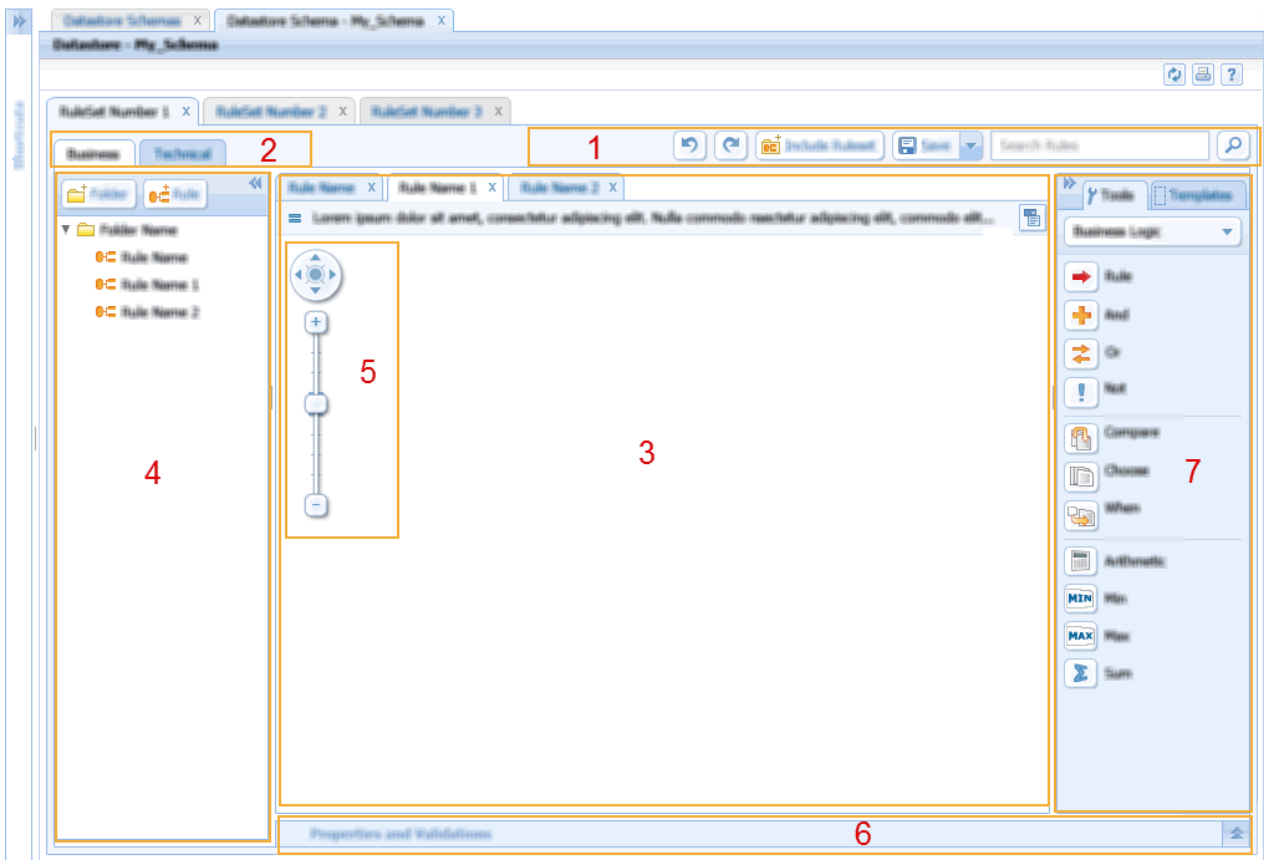 Datastore Schemas X Datastore Schema - My_Schema X
Datastore - My_Schema
?
Shortcuts
RuleSet Number 1 X RuleSet Number 2 X RuleSet Number 3 X
Business Technical 2 1 Include Ruleset Save Search Rules
Folder Rule Rule Name X Rule Name 1 X Rule Name 2 X Tools Templates
= Lorem ipsum dolor sit amet, consectetur adipiscing elit. Nulla commodo adipiscing elit, commodo elit...
Business Logic
Folder Name
Rule Name
Rule Name 1
Rule Name 2
4
+
5
−
3
Rule
And
Or
! Not
Compare
Choose
When
7
Arithmetic
MIN Min
MAX Max
Σ Sum
Properties and Validations 6